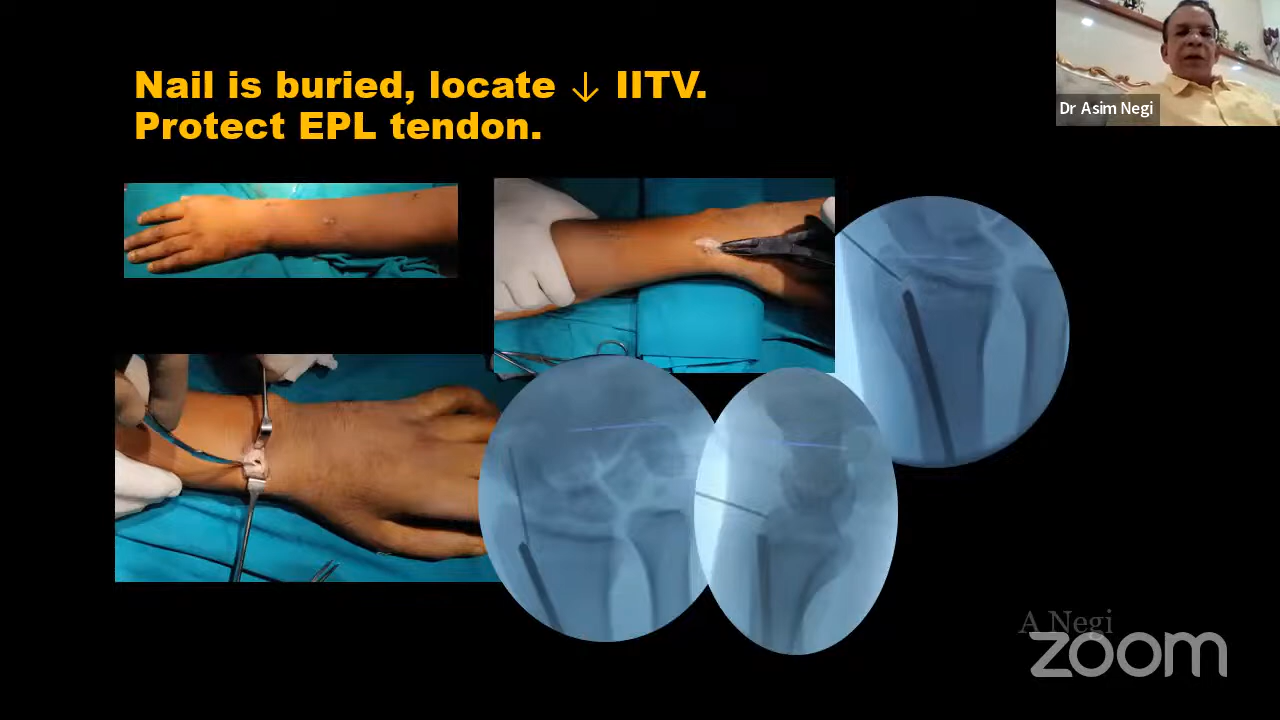 Nail is buried, locate ↓ IITV.
Protect EPL tendon.
Dr Asim Negi
A Negi
zoom